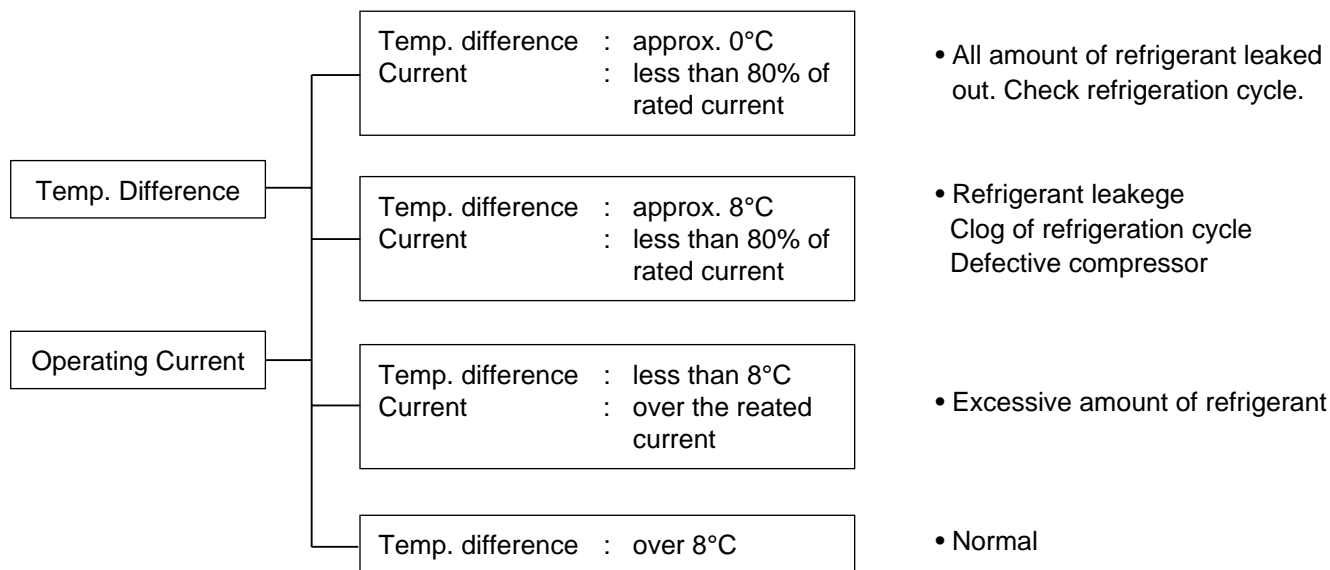 Temp. difference : approx. 0°C
Current : less than 80% of
rated current
• All amount of refrigerant leaked
out. Check refrigeration cycle.
Temp. Difference
Temp. difference : approx. 8°C
Current : less than 80% of
rated current
• Refrigerant leakege
Clog of refrigeration cycle
Defective compressor
Operating Current
Temp. difference : less than 8°C
Current : over the reated
current
• Excessive amount of refrigerant
Temp. difference : over 8°C
• Normal